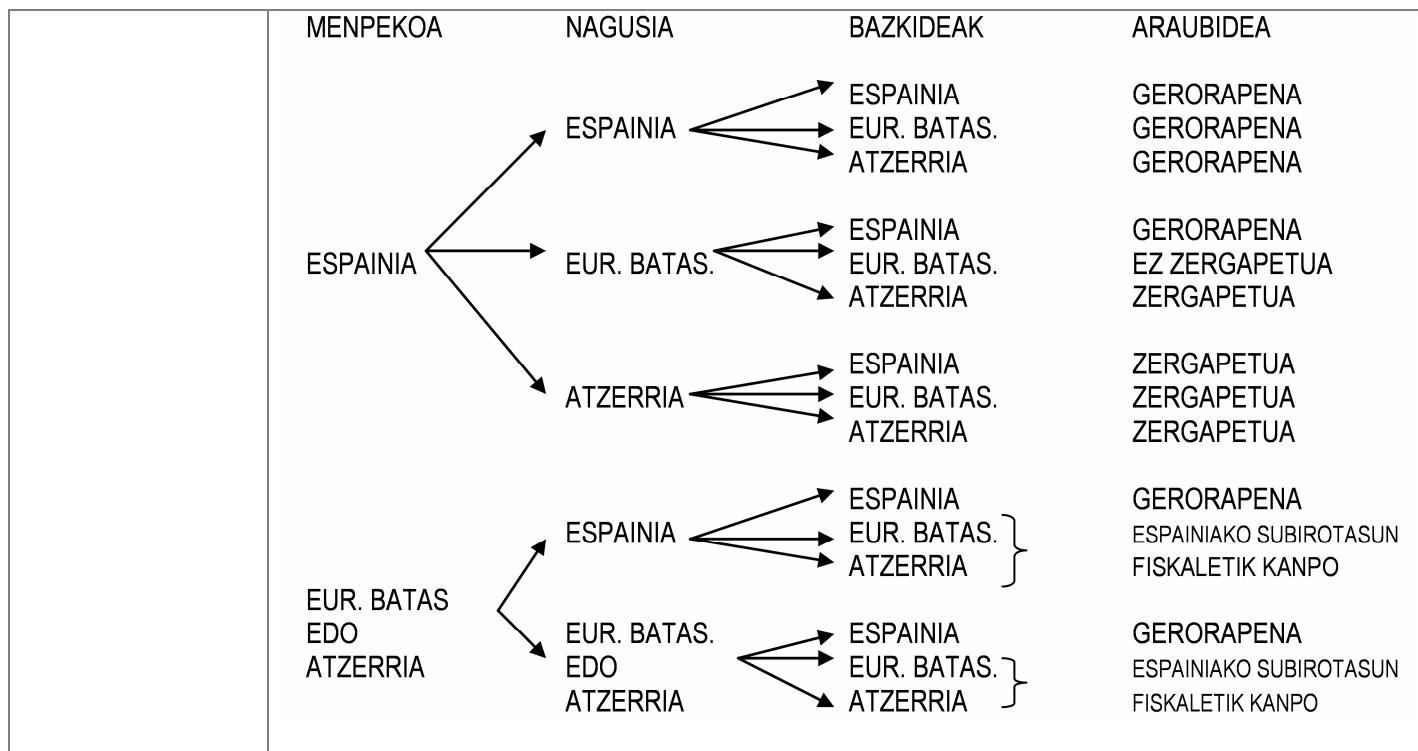 MENPEKOA NAGUSIA BAZKIDEAK ARAUBIDEA
ESPAINIA GERORAPENA
ESPAINIA EUR. BATAS. GERORAPENA
ATZERRIA GERORAPENA
ESPAINIA GERORAPENA
ESPAINIA EUR. BATAS. EUR. BATAS. EZ ZERGAPETUA
ATZERRIA ZERGAPETUA
ESPAINIA ZERGAPETUA
ATZERRIA EUR. BATAS. ZERGAPETUA
ATZERRIA ZERGAPETUA
ESPAINIA GERORAPENA
ESPAINIA EUR. BATAS. ESPAINIAKO SUBIROTASUN
ATZERRIA FISKALETIK KANPO
EUR. BATAS
EDO EUR. BATAS. ESPAINIA GERORAPENA
ATZERRIA EDO EUR. BATAS. ESPAINIAKO SUBIROTASUN
ATZERRIA ATZERRIA FISKALETIK KANPO